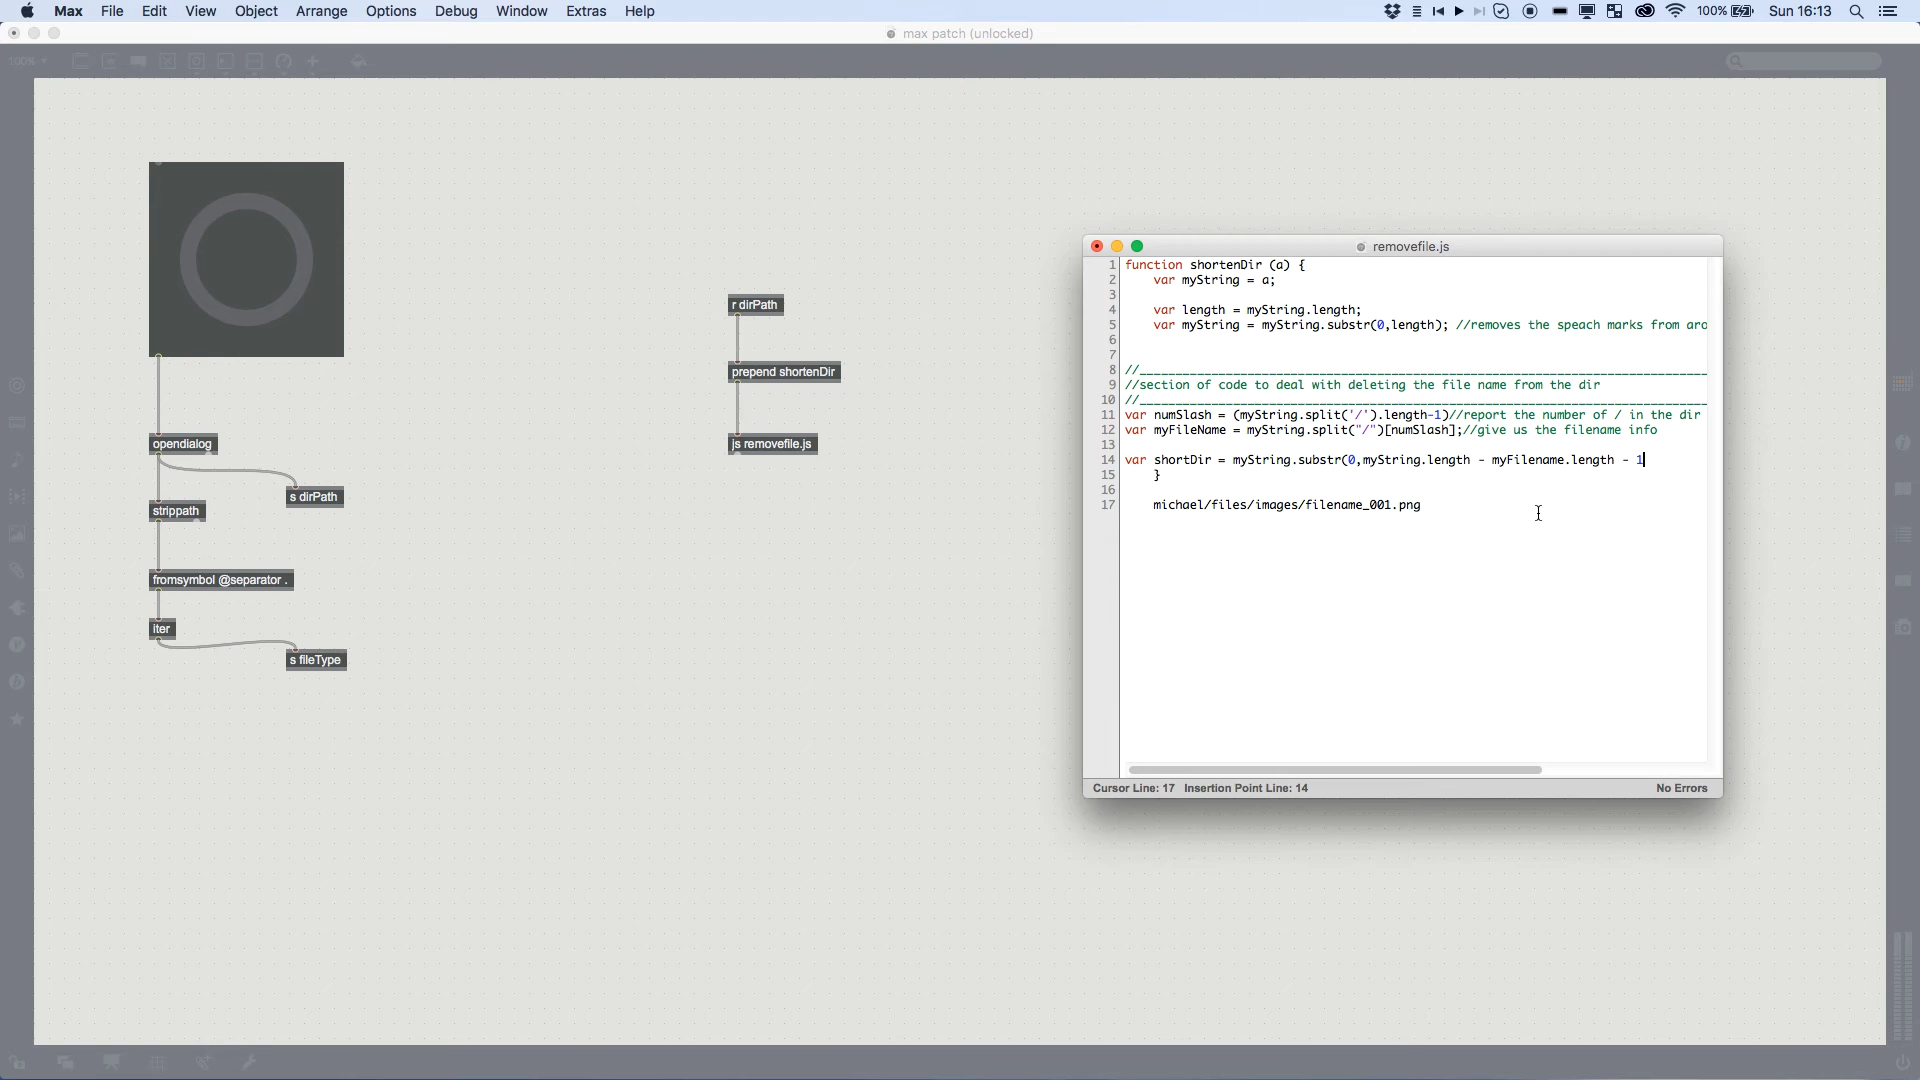 Max File Edit View Object Arrange Options Debug Window Extras Help 100% Sun 16:13
max patch (unlocked)
100%
r dirPath
prepend shortenDir
js removefile.js
opendialog
s dirPath
strippath
fromsymbol @separator .
iter
s fileType
removefile.js
1 function shortenDir (a) {
2 var myString = a;
3
4 var length = myString.length;
5 var myString = myString.substr(0,length); //removes the speach marks from aro
6
7
8 //________________________________________________________________________________
9 //section of code to deal with deleting the file name from the dir
10 //________________________________________________________________________________
11 var numSlash = (myString.split('/').length-1)//report the number of / in the dir
12 var myFileName = myString.split("/")[numSlash];//give us the filename info
13
14 var shortDir = myString.substr(0,myString.length - myFilename.length - 1
15 }
16
17 michael/files/images/filename_001.png
Cursor Line: 17 Insertion Point Line: 14 No Errors